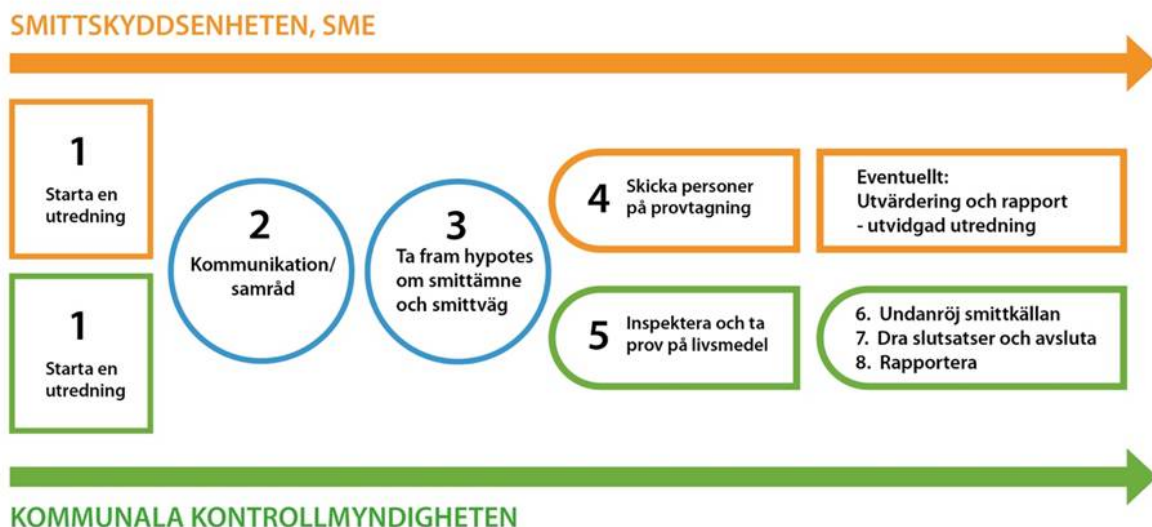 SMITTSKYDDSENHETEN, SME
1
Starta en
utredning
1
Starta en
utredning
2
Kommunikation/
samråd
3
Ta fram hypotes
om smittämne
och smittväg
4
Skicka personer
på provtagning
Eventuellt:
Utvärdering och rapport
- utvidgad utredning
5
Inspektera och ta
prov på livsmedel
6. Undanröj smittkällan
7. Dra slutsatser och avsluta
8. Rapportera
KOMMUNALA KONTROLLMYNDIGHETEN